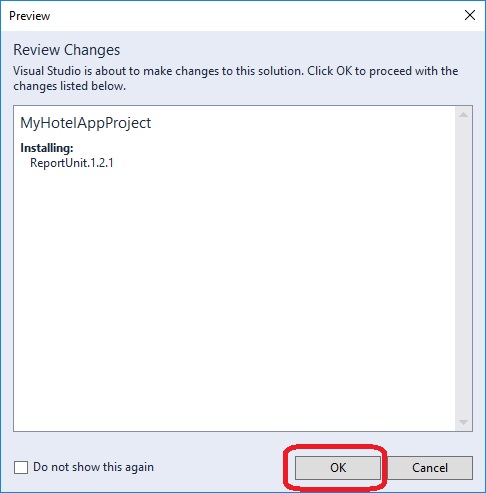 Preview
Review Changes
Visual Studio is about to make changes to this solution. Click OK to proceed with the
changes listed below.
MyHotelAppProject
Installing:
ReportUnit.1.2.1
Do not show this again
OK
Cancel